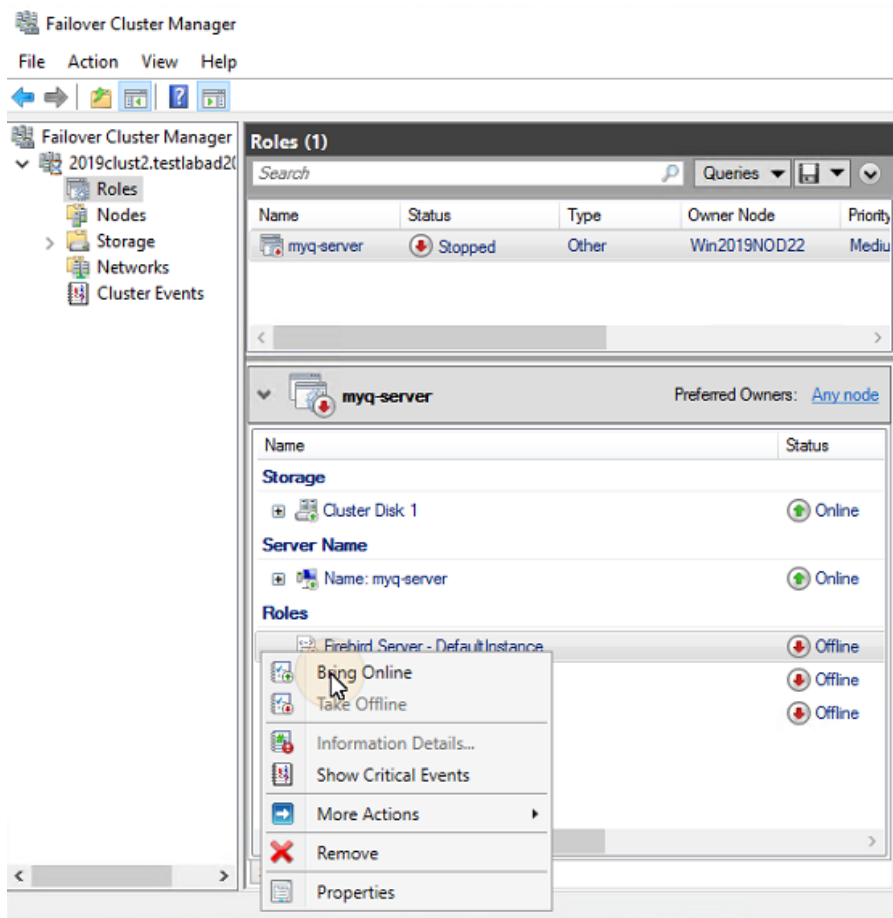 Failover Cluster Manager
File Action View Help
Failover Cluster Manager
2019clust2.testlabad20
Roles
Nodes
Storage
Networks
Cluster Events
Roles (1)
Search
Queries
Name Status Type Owner Node Priority
myq-server Stopped Other Win2019NOD22 Mediu
myq-server Preferred Owners: Any node
Name Status
Storage
Cluster Disk 1 Online
Server Name
Name: myq-server Online
Roles
Firebird Server - DefaultInstance Offline
Offline
Offline
Bring Online
Take Offline
Information Details...
Show Critical Events
More Actions
Remove
Properties